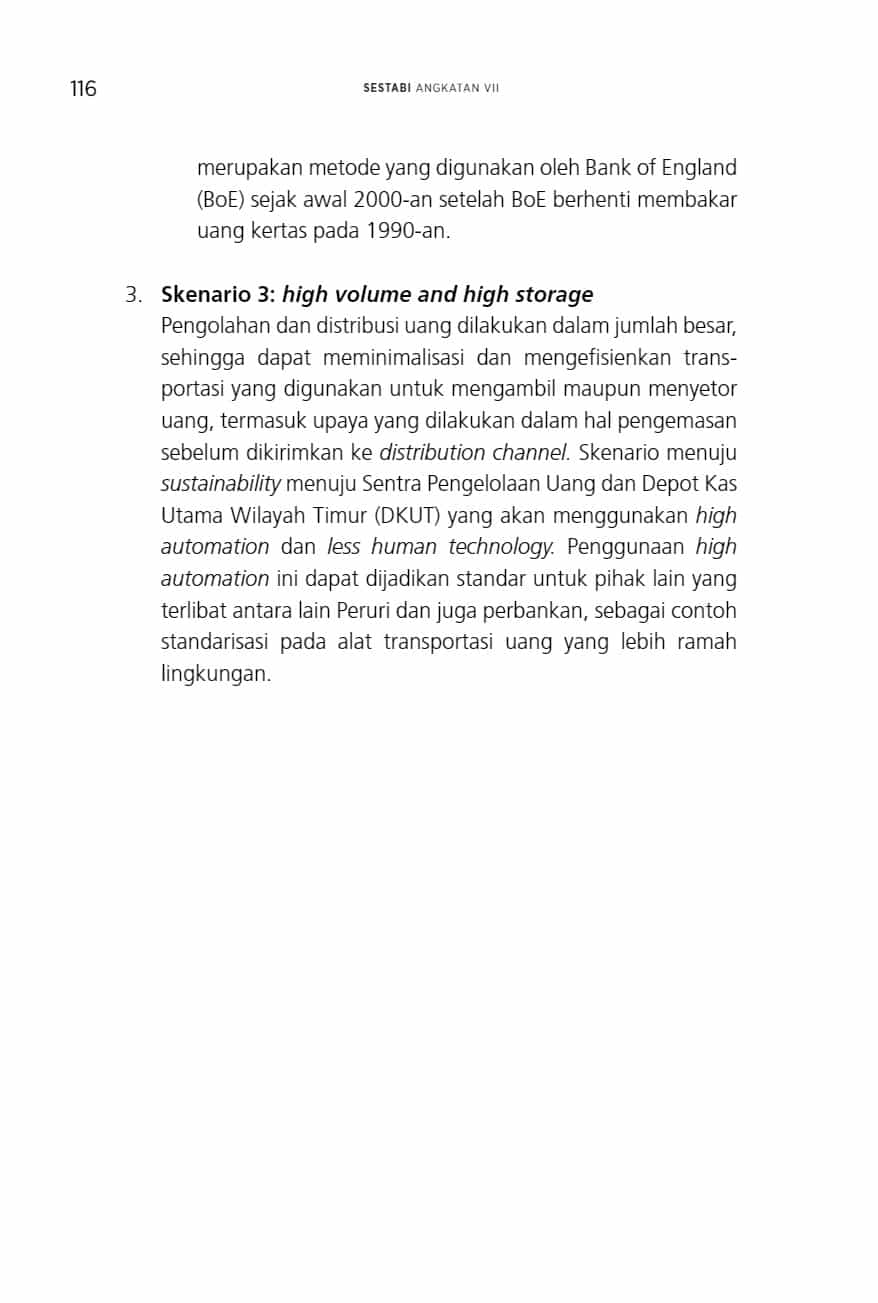 116
SESTABI ANGKATAN VII
merupakan metode yang digunakan oleh Bank of England
(BoE) sejak awal 2000-an setelah BoE berhenti membakar
uang kertas pada 1990-an.
3. Skenario 3: high volume and high storage
Pengolahan dan distribusi uang dilakukan dalam jumlah besar,
sehingga dapat meminimalisasi dan mengefisienkan trans-
portasi yang digunakan untuk mengambil maupun menyetor
uang, termasuk upaya yang dilakukan dalam hal pengemasan
sebelum dikirimkan ke distribution channel. Skenario menuju
sustainability menuju Sentra Pengelolaan Uang dan Depot Kas
Utama Wilayah Timur (DKUT) yang akan menggunakan high
automation dan less human technology. Penggunaan high
automation ini dapat dijadikan standar untuk pihak lain yang
terlibat antara lain Peruri dan juga perbankan, sebagai contoh
standarisasi pada alat transportasi uang yang lebih ramah
lingkungan.